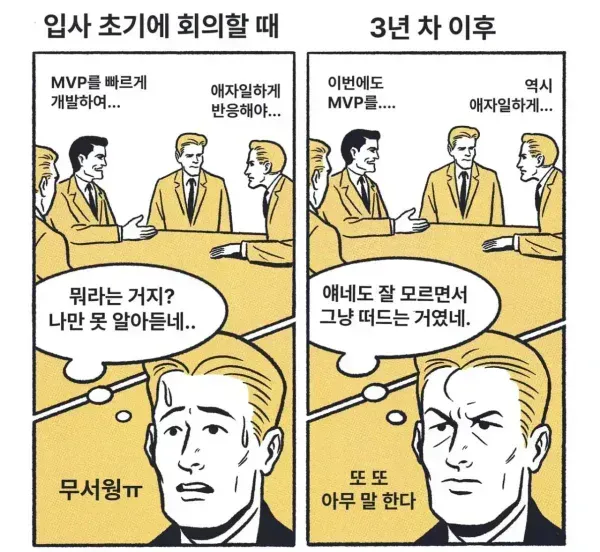 입사 초기에 회의할 때
MVP를 빠르게
개발하여...
애자일하게
반응해야...
뭐라는 거지?
나만 못 알아듣네..
무서웡ㅠ
3년 차 이후
이번에도
MVP를....
역시
애자일하게...
얘네도 잘 모르면서
그냥 떠드는 거였네.
또 또
아무 말 한다